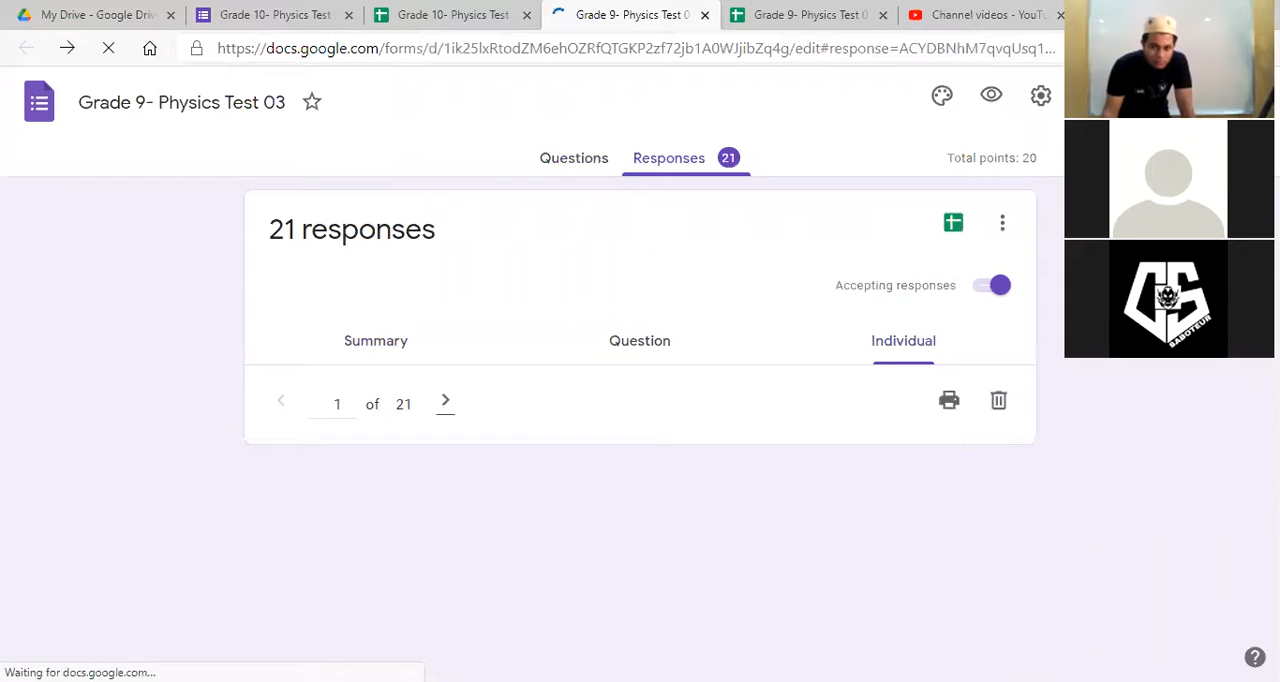 My Drive - Google Driv
Grade 10- Physics Test
Grade 10- Physics Test
Grade 9- Physics Test 0
Grade 9- Physics Test 0
Channel videos - YouTu
https://docs.google.com/forms/d/1ik25lxRtodZM6ehOZRfQTGKP2zf72jb1A0WJjibZq4g/edit#response=ACYDBNhM7qvqUsq1...
Grade 9- Physics Test 03
Questions
Responses 21
Total points: 20
21 responses
Accepting responses
Summary
Question
Individual
1 of 21
GS
SABOTEUR
Waiting for docs.google.com...